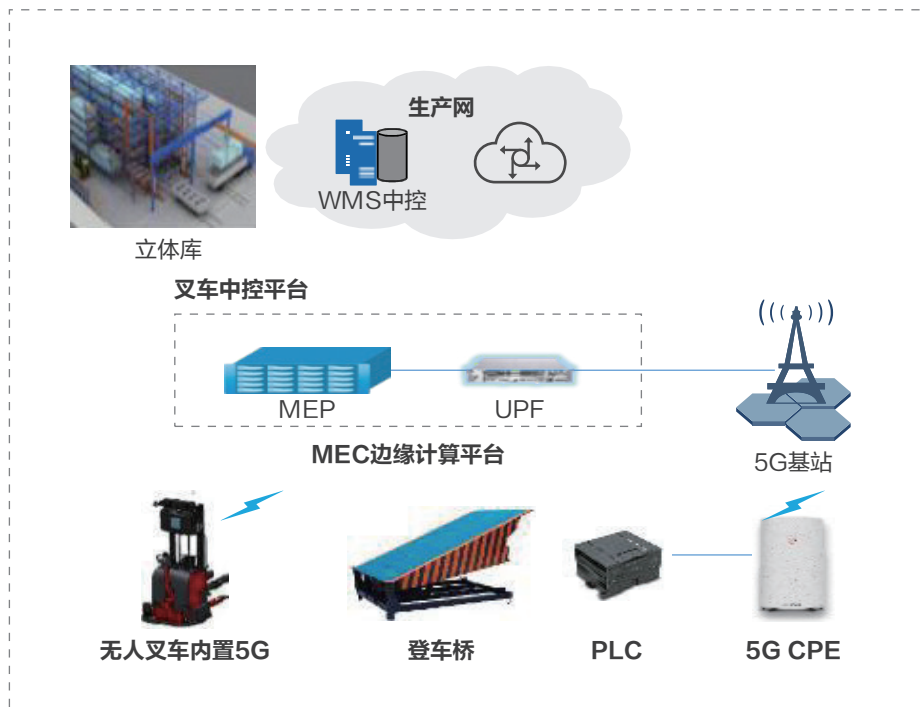 生产网
WMS中控
立体库
叉车中控平台
MEP
UPF
MEC边缘计算平台
5G基站
无人叉车内置5G
登车桥
PLC
5G CPE